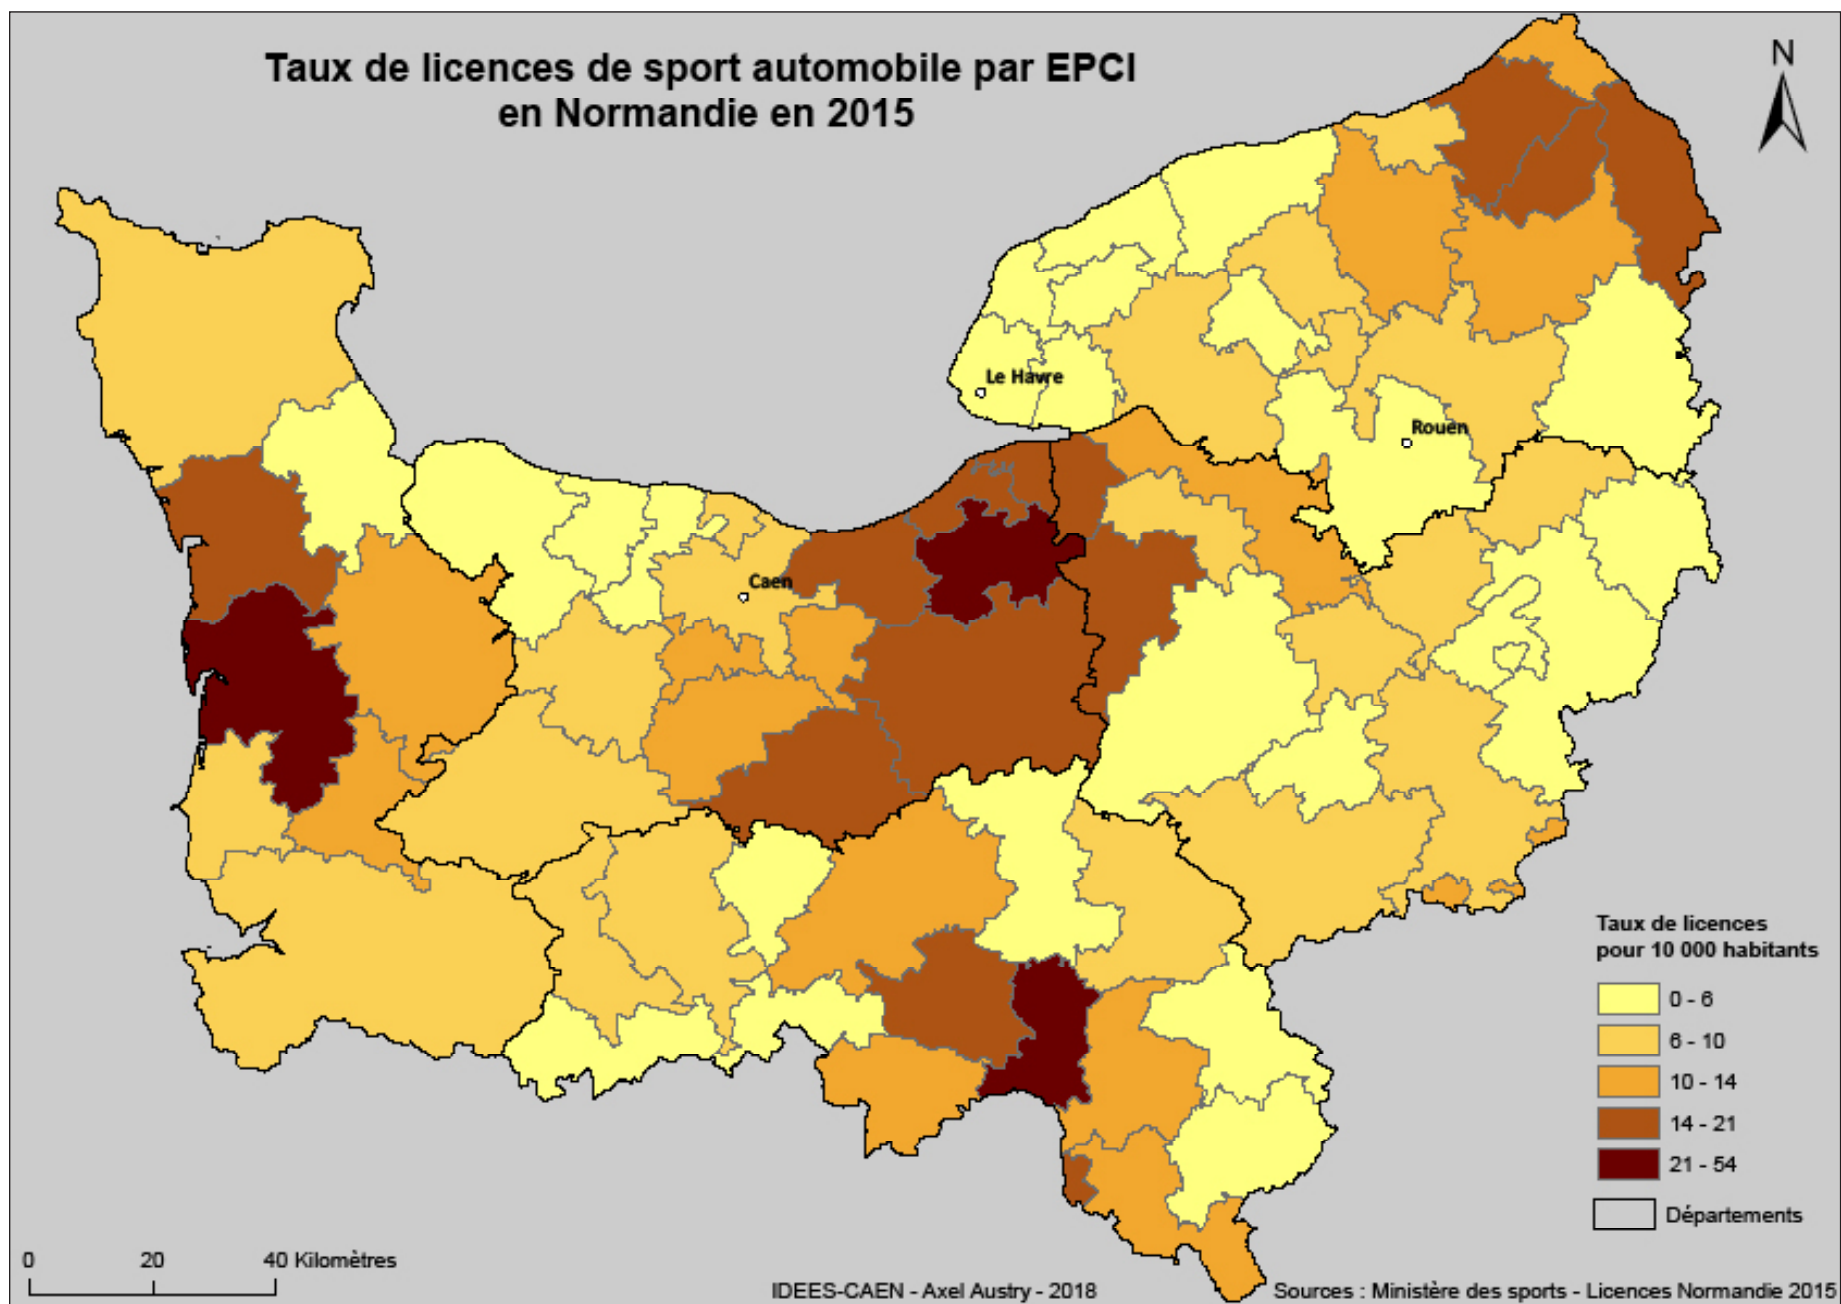 Taux de licences de sport automobile par EPCI
en Normandie en 2015
N
Le Havre
Rouen
Caen
Taux de licences
pour 10 000 habitants
0 - 6
6 - 10
10 - 14
14 - 21
21 - 54
Départements
0 20 40 Kilomètres
IDEES-CAEN - Axel Austry - 2018
Sources : Ministère des sports - Licences Normandie 2015